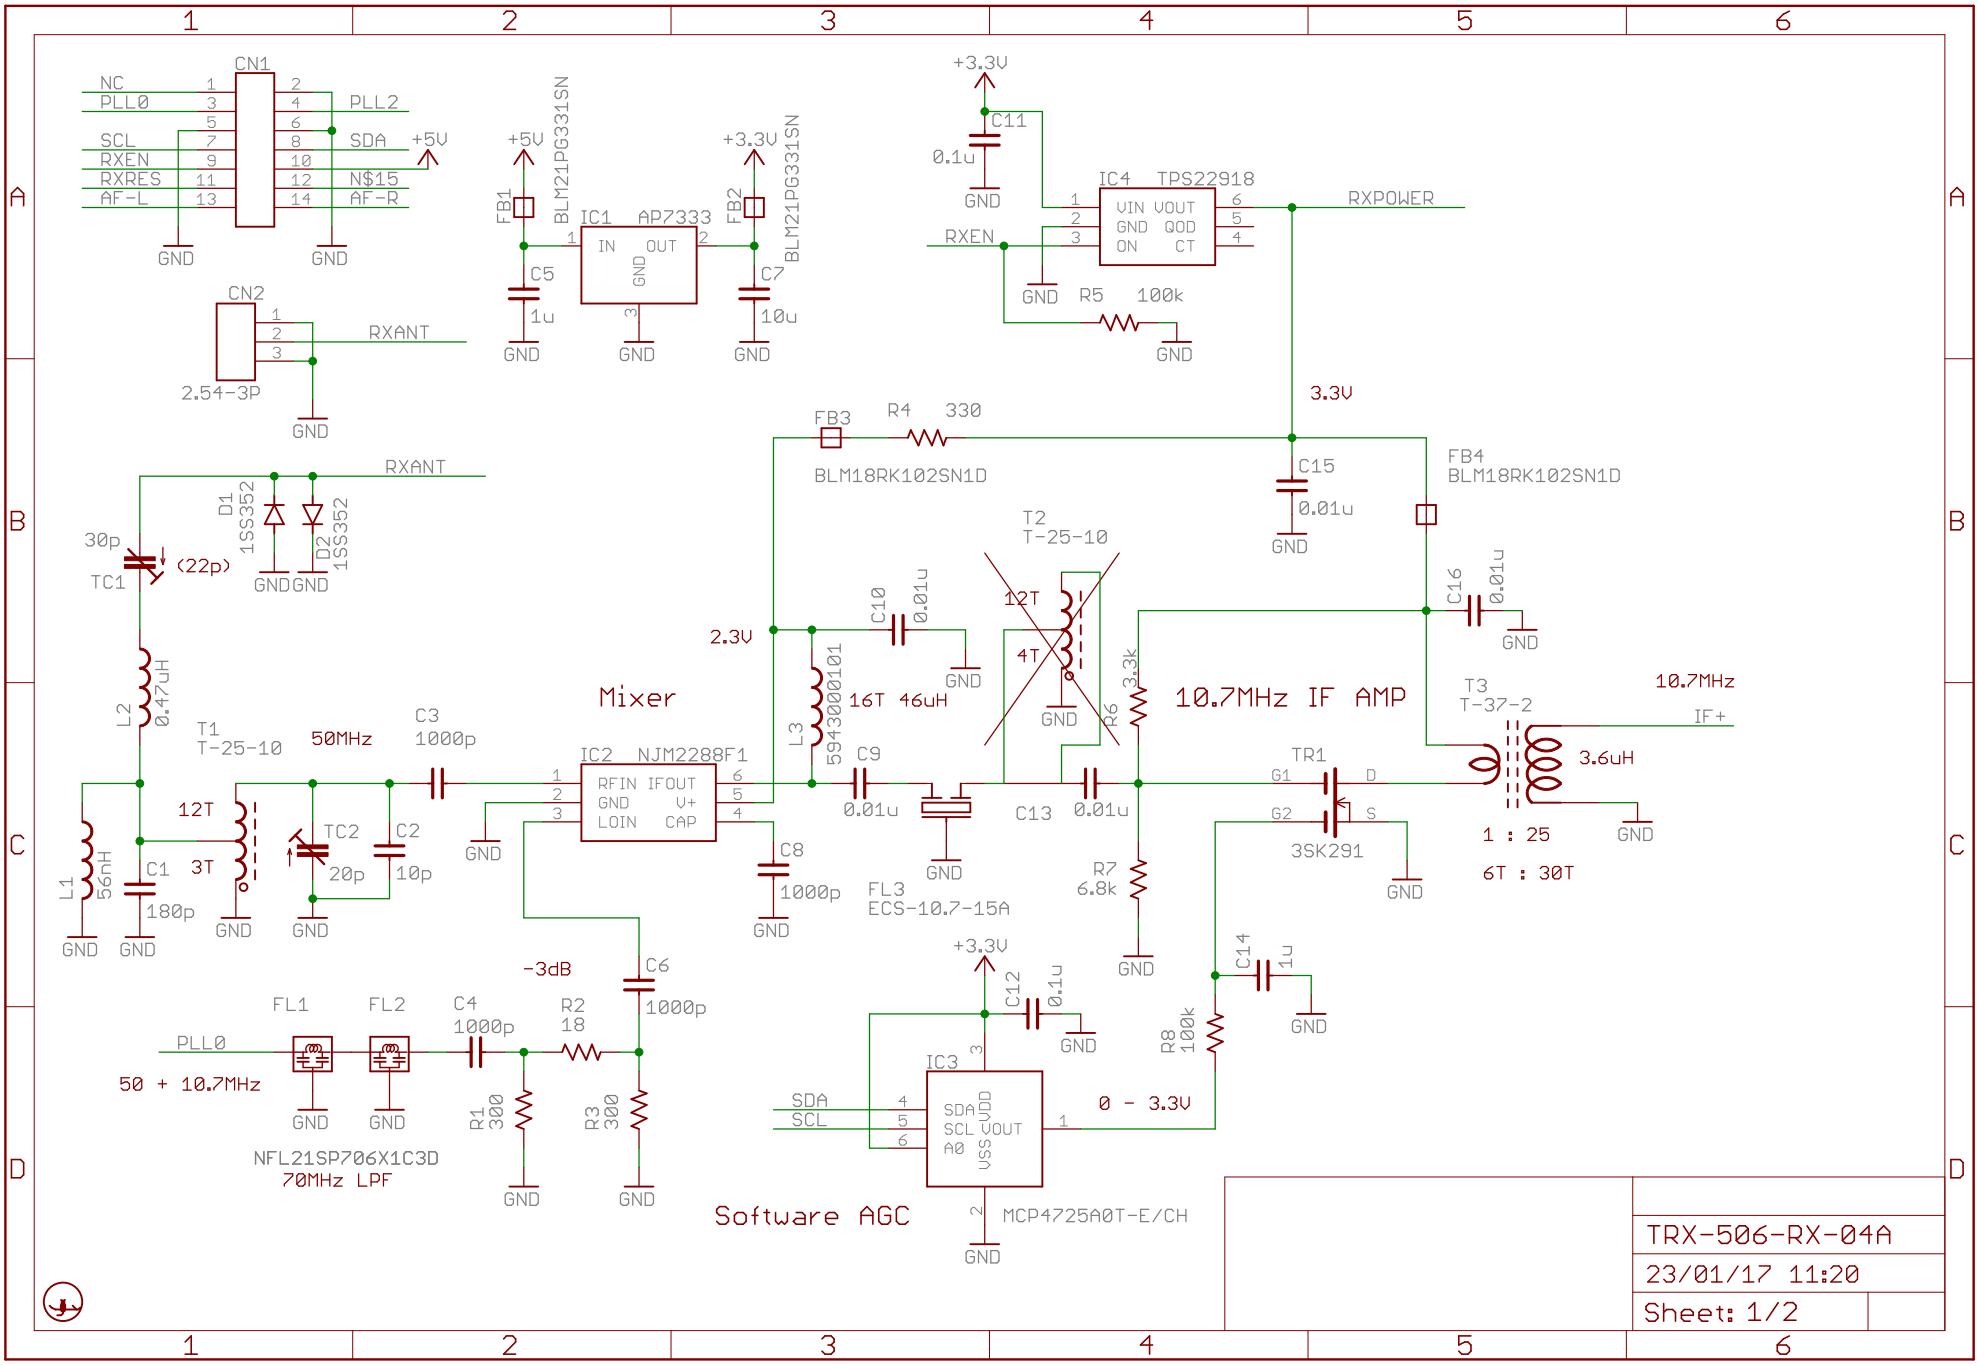 1 2 3 4 5 6
A
B
C
D
A
B
C
D
1 2 3 4 5 6
CN1
NC 1 2
PLL0 3 4 PLL2
5 6
SCL 7 8 SDA
+5V
RXEN 9 10
RXRES 11 12 N$15
AF-L 13 14 AF-R
GND GND
CN2
1
2 RXANT
3
2.54-3P
GND
+5V
FB1
BLM21PG331SN
IC1 AP7333
1 IN OUT 2
GND
3
C5
1u
GND
GND
+3.3V
FB2
BLM21PG331SN
C7
10u
GND
+3.3V
C11
0.1u
GND
IC4 TPS22918
1 VIN VOUT 6
2 GND QOD 5
3 ON CT 4
RXPOWER
RXEN
GND
R5 100k
GND
3.3V
FB3
R4 330
BLM18RK102SN1D
C15
0.01u
GND
FB4
BLM18RK102SN1D
RXANT
D1
1SS352
D2
1SS352
GND GND
30p
TC1
(22p)
L2
0.47uH
T1
T-25-10
50MHz
C3
1000p
12T
3T
L1
56nH
C1
180p
GND GND GND
TC2
20p
C2
10p
GND
Mixer
IC2 NJM2288F1
1 RFIN IFOUT 6
2 GND V+ 5
3 LOIN CAP 4
GND
2.3V
C10
0.01u
GND
L3
5943000101
16T 46uH
C9
0.01u
C8
1000p
GND
FL3
ECS-10.7-15A
GND
T2
T-25-10
12T
4T
GND
C13
0.01u
10.7MHz IF AMP
R6
3.3k
R7
6.8k
GND
C16
0.01u
GND
TR1
G1 D
G2 S
3SK291
GND
T3
T-37-2
10.7MHz
IF+
3.6uH
GND
1 : 25
6T : 30T
C14
1u
GND
R8
100k
-3dB
C6
1000p
FL1
FL2
C4
1000p
R2
18
PLL0
50 + 10.7MHz
GND GND
R1
300
R3
300
GND GND
NFL21SP706X1C3D
70MHz LPF
+3.3V
C12
0.1u
GND
IC3
3
SDA 4 SDA
SCL 5 SCL VOUT 1
6 A0
VDD
VSS
2
0 - 3.3V
Software AGC
MCP4725A0T-E/CH
GND
TRX-506-RX-04A
23/01/17 11:20
Sheet: 1/2